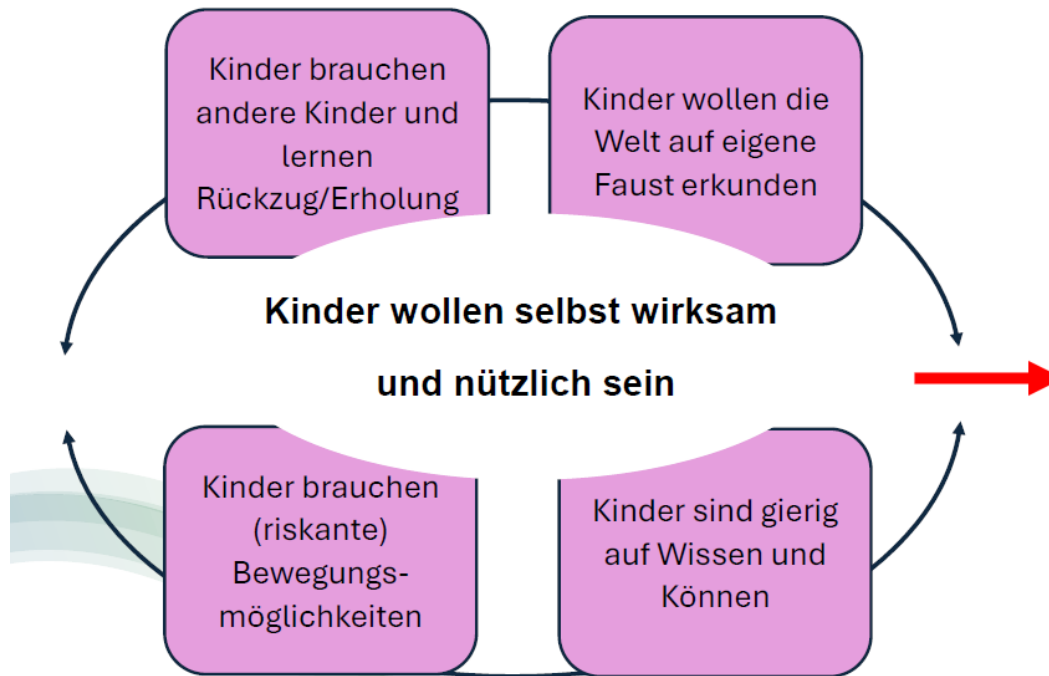 Kinder brauchen
andere Kinder und
lernen
Rückzug/Erholung
Kinder wollen die
Welt auf eigene
Faust erkunden
Kinder wollen selbst wirksam
und nützlich sein
Kinder brauchen
(riskante)
Bewegungs-
möglichkeiten
Kinder sind gierig
auf Wissen und
Können